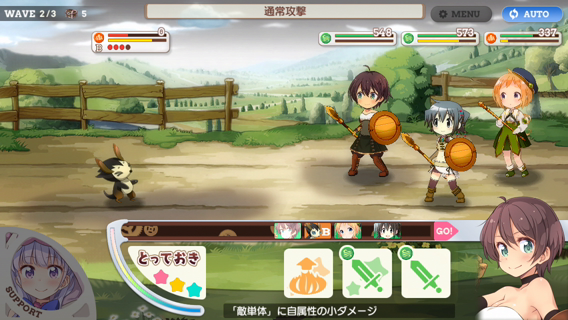 WAVE 2/3 5
通常攻撃
MENU
AUTO
0
B
548
573
337
B
GO!
とっておき
SUPPORT
「敵単体」に自属性の小ダメージ